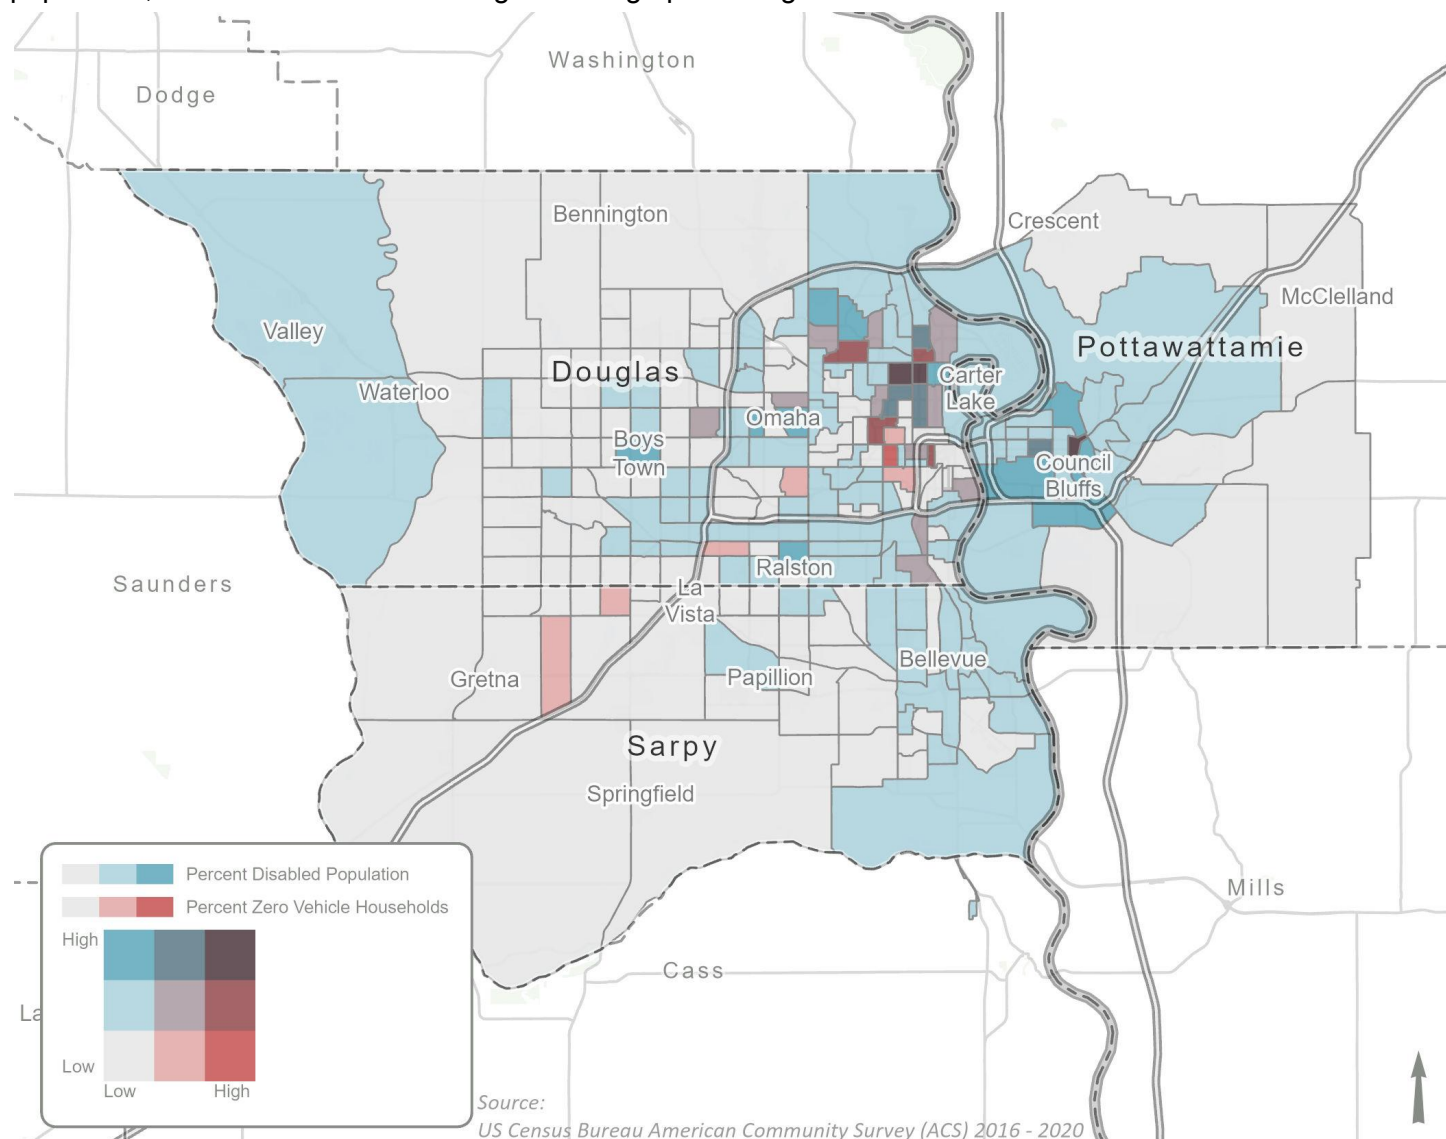 Washington
Dodge
Bennington
Crescent
McClelland
Valley
Pottawattamie
Douglas
Waterloo
Carter
Lake
Omaha
Boys
Town
Council
Bluffs
Ralston
Saunders
La
Vista
Bellevue
Gretna
Papillion
Sarpy
Springfield
Percent Disabled Population
Percent Zero Vehicle Households
High
Low
Low
High
Mills
Cass
La
Source:
US Census Bureau American Community Survey (ACS) 2016 - 2020